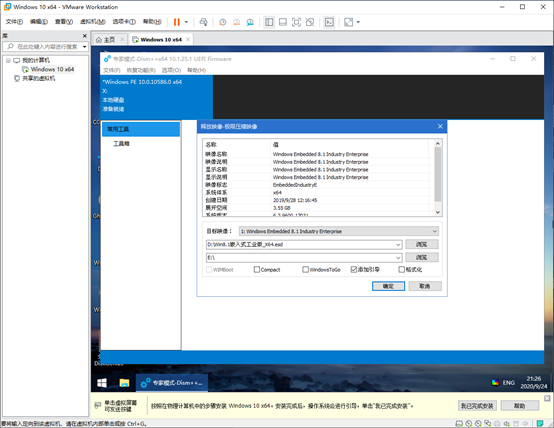 Windows 10 x64 - VMware Workstation
文件(F) 编辑(E) 查看(V) 虚拟机(M) 选项卡(T) 帮助(H)
库
在此处键入内容进行搜索
我的计算机
Windows 10 x64
共享的虚拟机
主页
Windows 10 x64
专家模式-Dism++x64 10.1.25.1 UEFI Firmware
文件(F) 恢复功能(R) 选项(O) 帮助(H)
*Windows PE 10.0.10586.0 x64
X:
本地硬盘
准备就绪
常用工具
工具箱
释放映像-极限压缩映像
名称 值
映像名称 Windows Embedded 8.1 Industry Enterprise
映像说明 Windows Embedded 8.1 Industry Enterprise
显示名称 Windows Embedded 8.1 Industry Enterprise
显示说明 Windows Embedded 8.1 Industry Enterprise
映像标志 EmbeddedIndustryE
系统体系 x64
创建日期 2019/9/28 12:16:45
展开空间 3.55 GB
目标映像： 1: Windows Embedded 8.1 Industry Enterprise
D:\Win8.1嵌入式工业版_X64.esd 浏览
E:\ 浏览
WIMBoot Compact WindowsToGo 添加引导 格式化
确定 取消
专家模式-Dism++...
ENG
21:26
2020/9/24
单击虚拟屏幕
可发送按键
按照在物理计算机中的步骤安装 Windows 10 x64。安装完成后，操作系统会进行引导，单击“我已完成安装”。
我已完成安装 帮助
要将输入定向到该虚拟机，请在虚拟机内部单击或按 Ctrl+G。